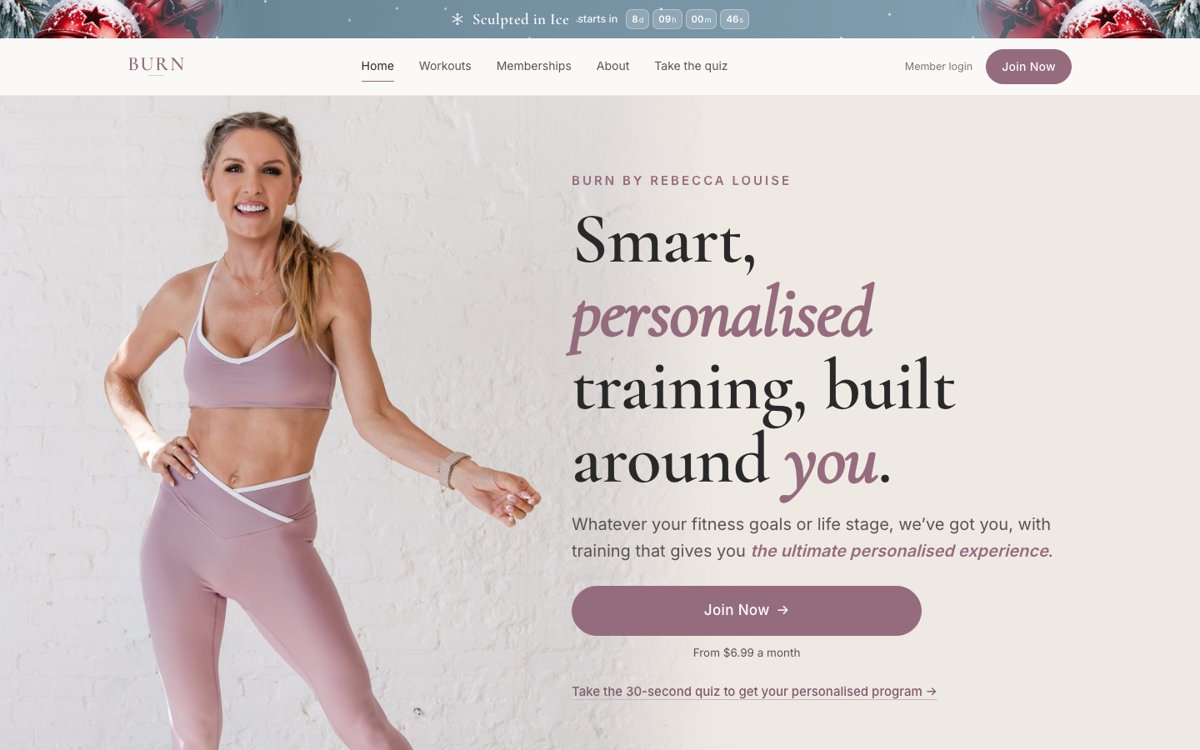 Sculpted in Ice starts in 8d 09h 00m 46s
BURN
Home Workouts Memberships About Take the quiz
Member login Join Now
BURN BY REBECCA LOUISE
Smart,
personalised
training, built
around you.
Whatever your fitness goals or life stage, we’ve got you, with
training that gives you the ultimate personalised experience.
Join Now →
From $6.99 a month
Take the 30-second quiz to get your personalised program →